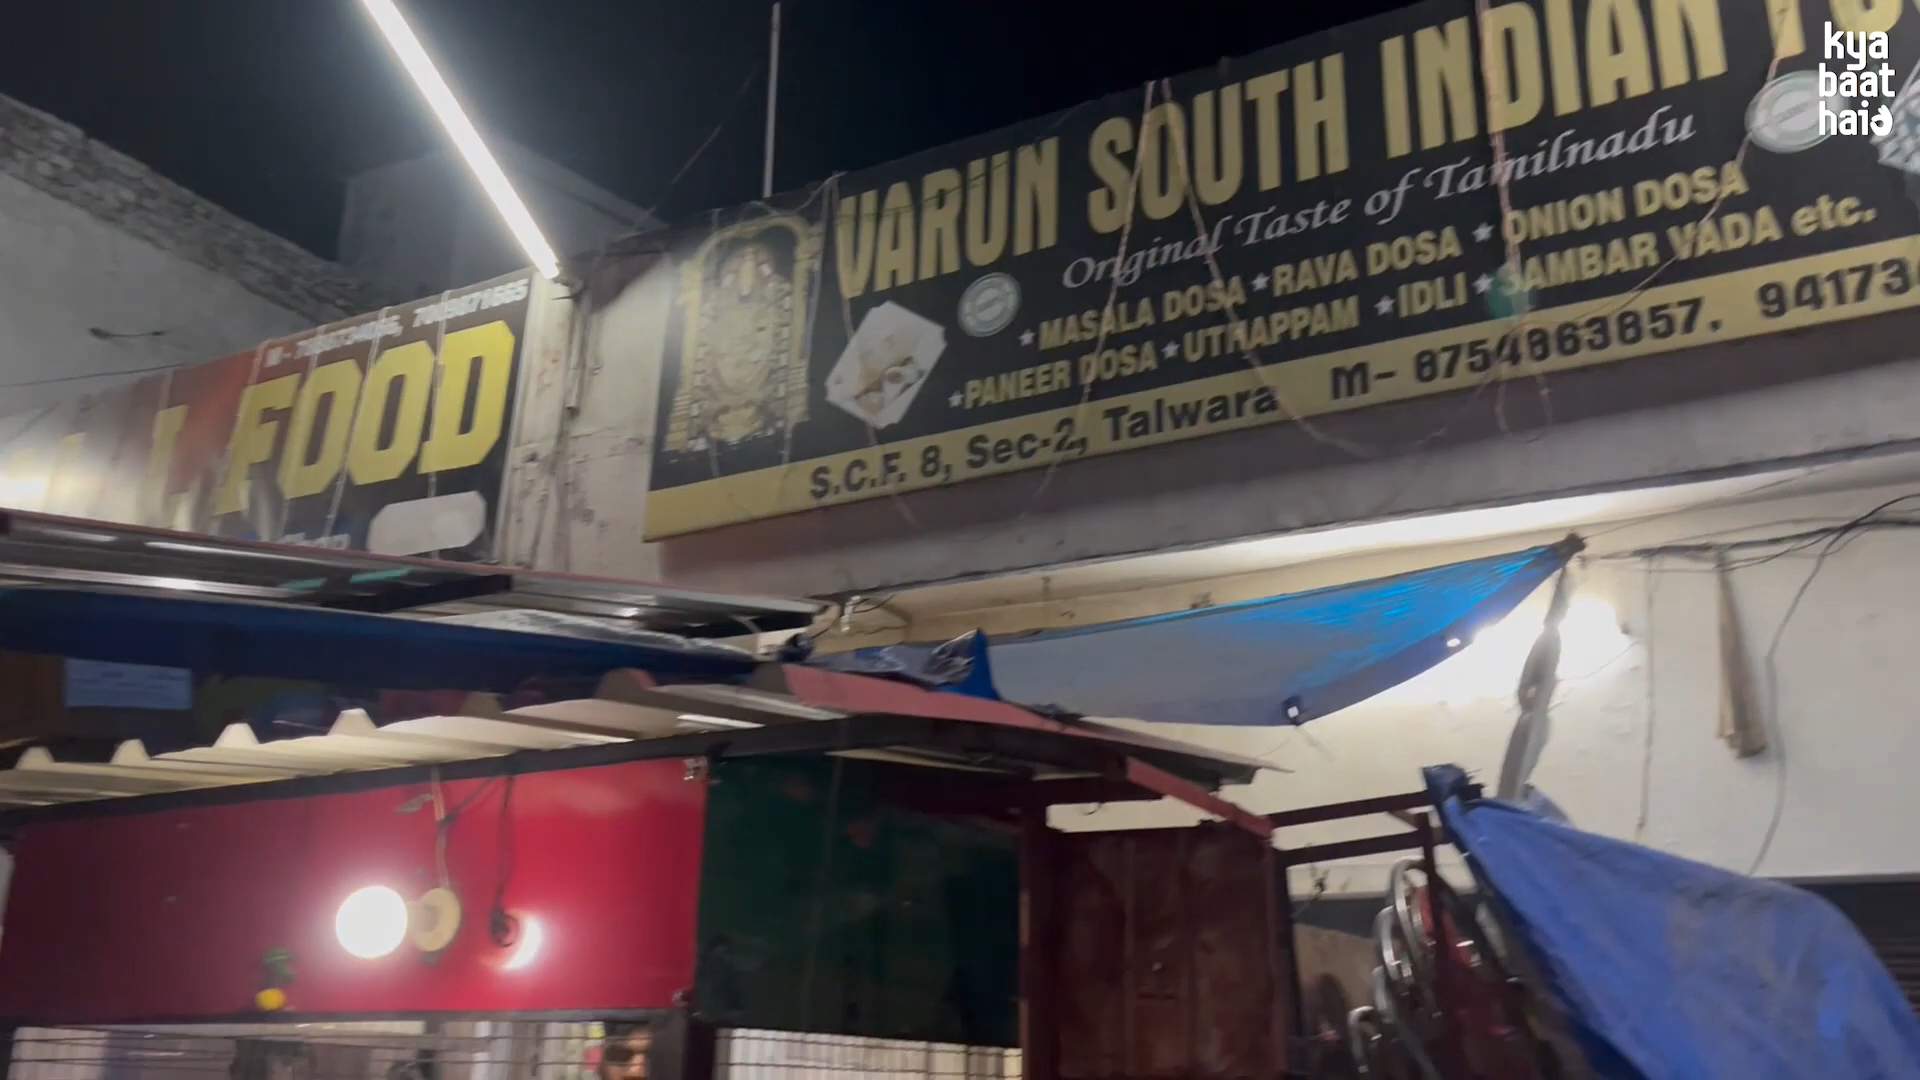 kya
baat
hai
VARUN SOUTH INDIAN
Original Taste of Tamilnadu
★MASALA DOSA ★RAVA DOSA ★ ONION DOSA
★PANEER DOSA ★UTHAPPAM ★IDLI ★SAMBAR VADA etc.
S.C.F. 8, Sec-2, Talwara M- 8754863857, 94173
FOOD